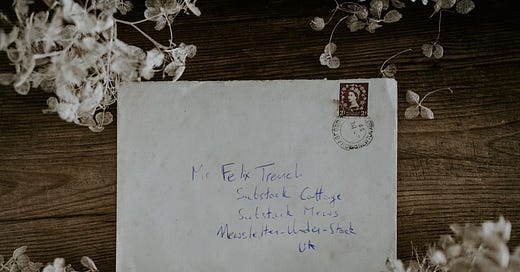 Mr Felix Trench
Substack Cottage
Substack Mews
Newsletter-Under-Stack
UK